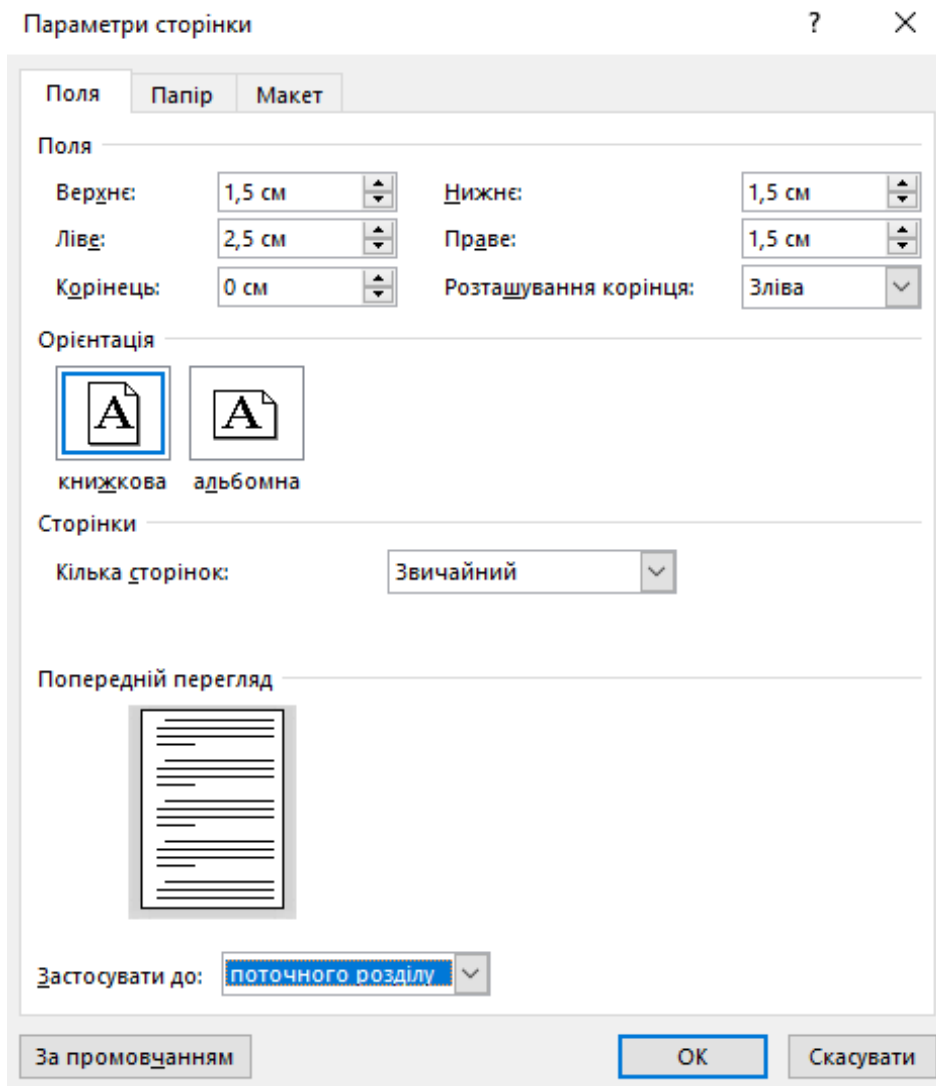 Параметри сторінки ?
Поля Папір Макет
Поля
Верхнє: 1,5 см Нижнє: 1,5 см
Ліве: 2,5 см Праве: 1,5 см
Корінець: 0 см Розташування корінця: Зліва
Орієнтація
A A
книжкова альбомна
Сторінки
Кілька сторінок: Звичайний
Попередній перегляд
Застосувати до: поточного розділу
За промовчанням ОК Скасувати